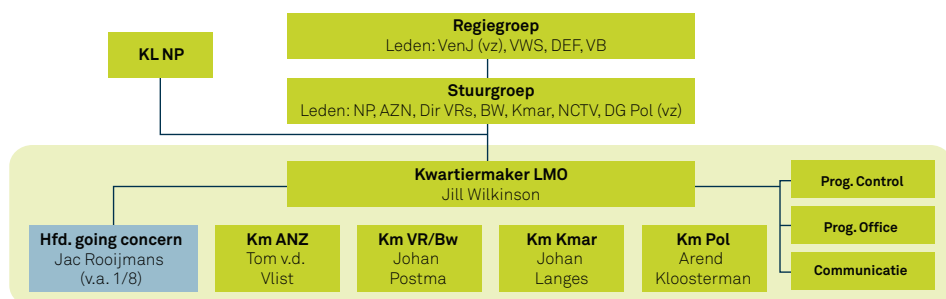 Regiegroep
Leden: VenJ (vz), VWS, DEF, VB
KL NP
Stuurgroep
Leden: NP, AZN, Dir VRs, BW, Kmar, NCTV, DG Pol (vz)
Kwartiermaker LMO
Jill Wilkinson
Prog. Control
Prog. Office
Communicatie
Hfd. going concern
Jac Rooijmans
(v.a. 1/8)
Km ANZ
Tom v.d.
Vlist
Km VR/Bw
Johan
Postma
Km Kmar
Johan
Langes
Km Pol
Arend
Kloosterman